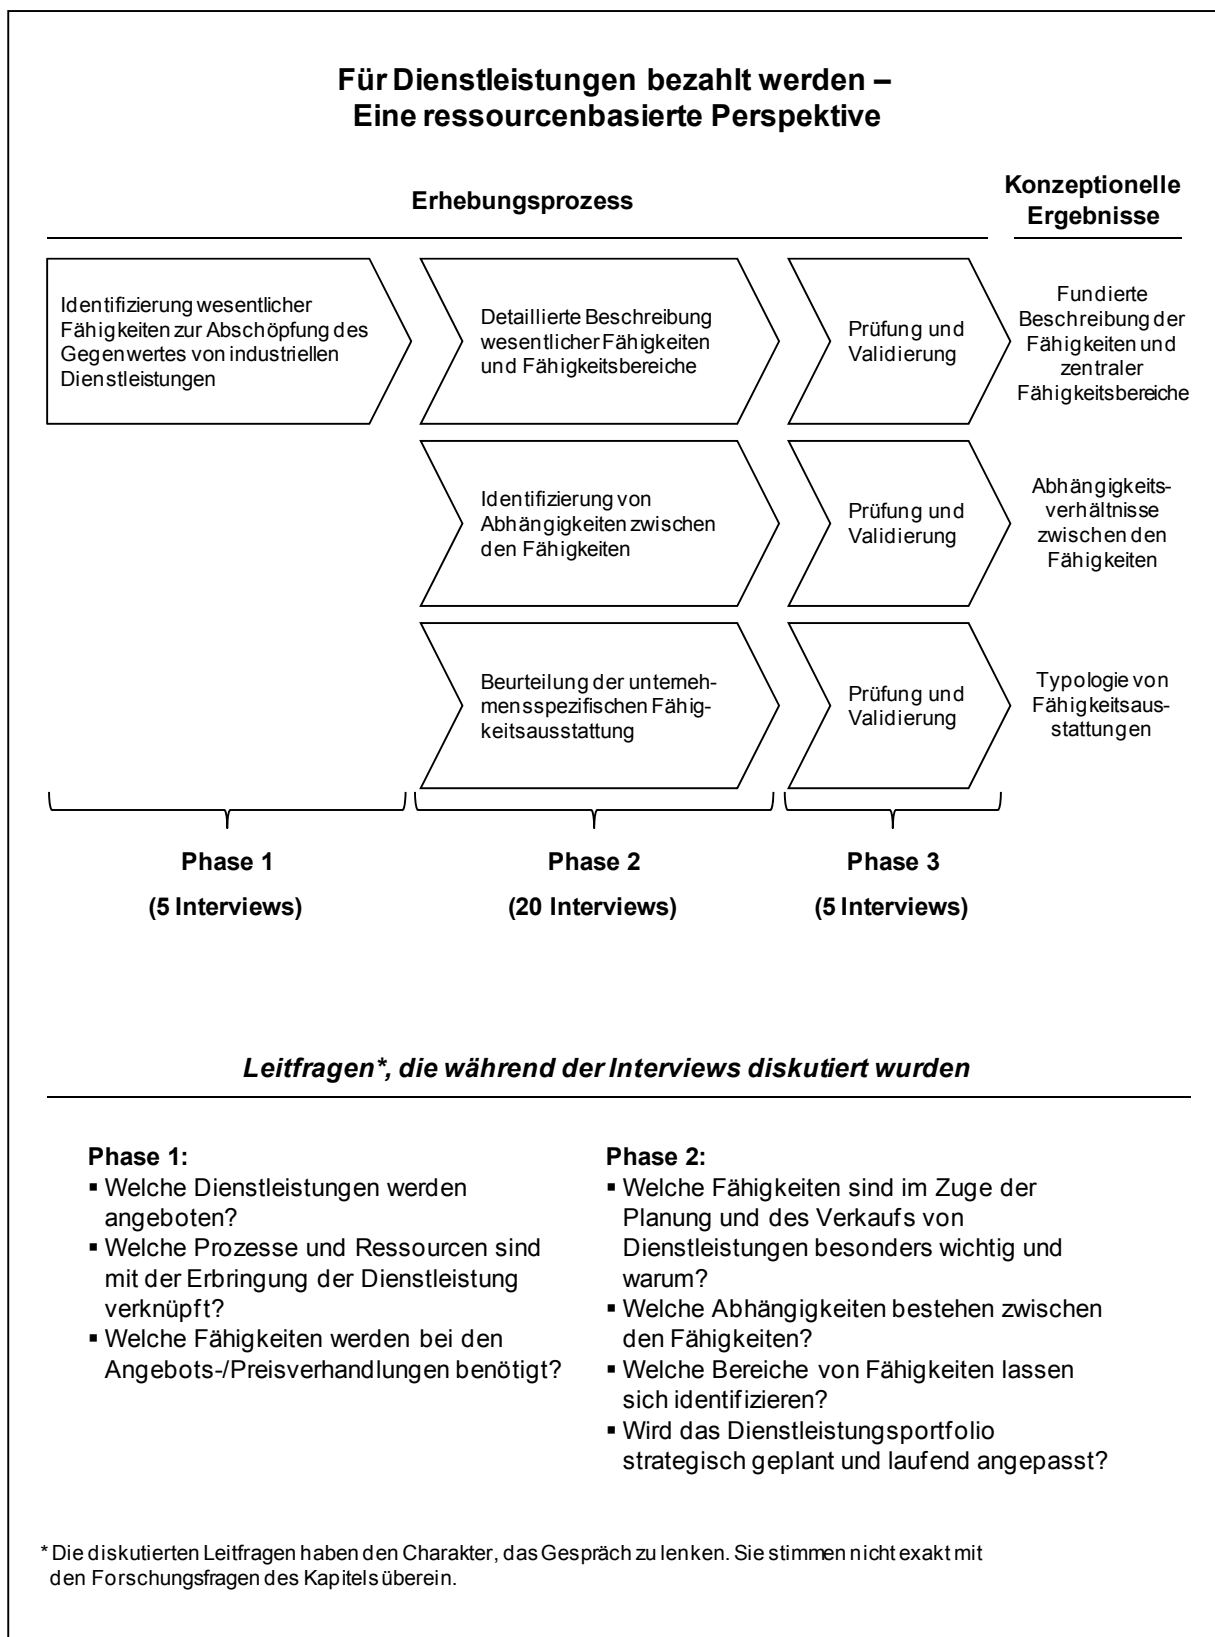 Für Dienstleistungen bezahlt werden –
Eine ressourcenbasierte Perspektive
Erhebungsprozess
Konzeptionelle
Ergebnisse
Identifizierung wesentlicher
Fähigkeiten zur Abschöpfung des
Gegenwertes von industriellen
Dienstleistungen
Detaillierte Beschreibung
wesentlicher Fähigkeiten
und Fähigkeitsbereiche
Prüfung und
Validierung
Fundierte
Beschreibung der
Fähigkeiten und
zentraler
Fähigkeitsbereiche
Identifizierung von
Abhängigkeiten zwischen
den Fähigkeiten
Prüfung und
Validierung
Abhängigkeits-
verhältnisse
zwischen den
Fähigkeiten
Beurteilung der unterneh-
mensspezifischen Fähig-
keitsausstattung
Prüfung und
Validierung
Typologie von
Fähigkeitsaus-
stattungen
Phase 1
(5 Interviews)
Phase 2
(20 Interviews)
Phase 3
(5 Interviews)
Leitfragen*, die während der Interviews diskutiert wurden
Phase 1:
▪ Welche Dienstleistungen werden
angeboten?
▪ Welche Prozesse und Ressourcen sind
mit der Erbringung der Dienstleistung
verknüpft?
▪ Welche Fähigkeiten werden bei den
Angebots-/Preisverhandlungen benötigt?
Phase 2:
▪ Welche Fähigkeiten sind im Zuge der
Planung und des Verkaufs von
Dienstleistungen besonders wichtig und
warum?
▪ Welche Abhängigkeiten bestehen zwischen
den Fähigkeiten?
▪ Welche Bereiche von Fähigkeiten lassen
sich identifizieren?
▪ Wird das Dienstleistungsportfolio
strategisch geplant und laufend angepasst?
* Die diskutierten Leitfragen haben den Charakter, das Gespräch zu lenken. Sie stimmen nicht exakt mit
den Forschungsfragen des Kapitels überein.